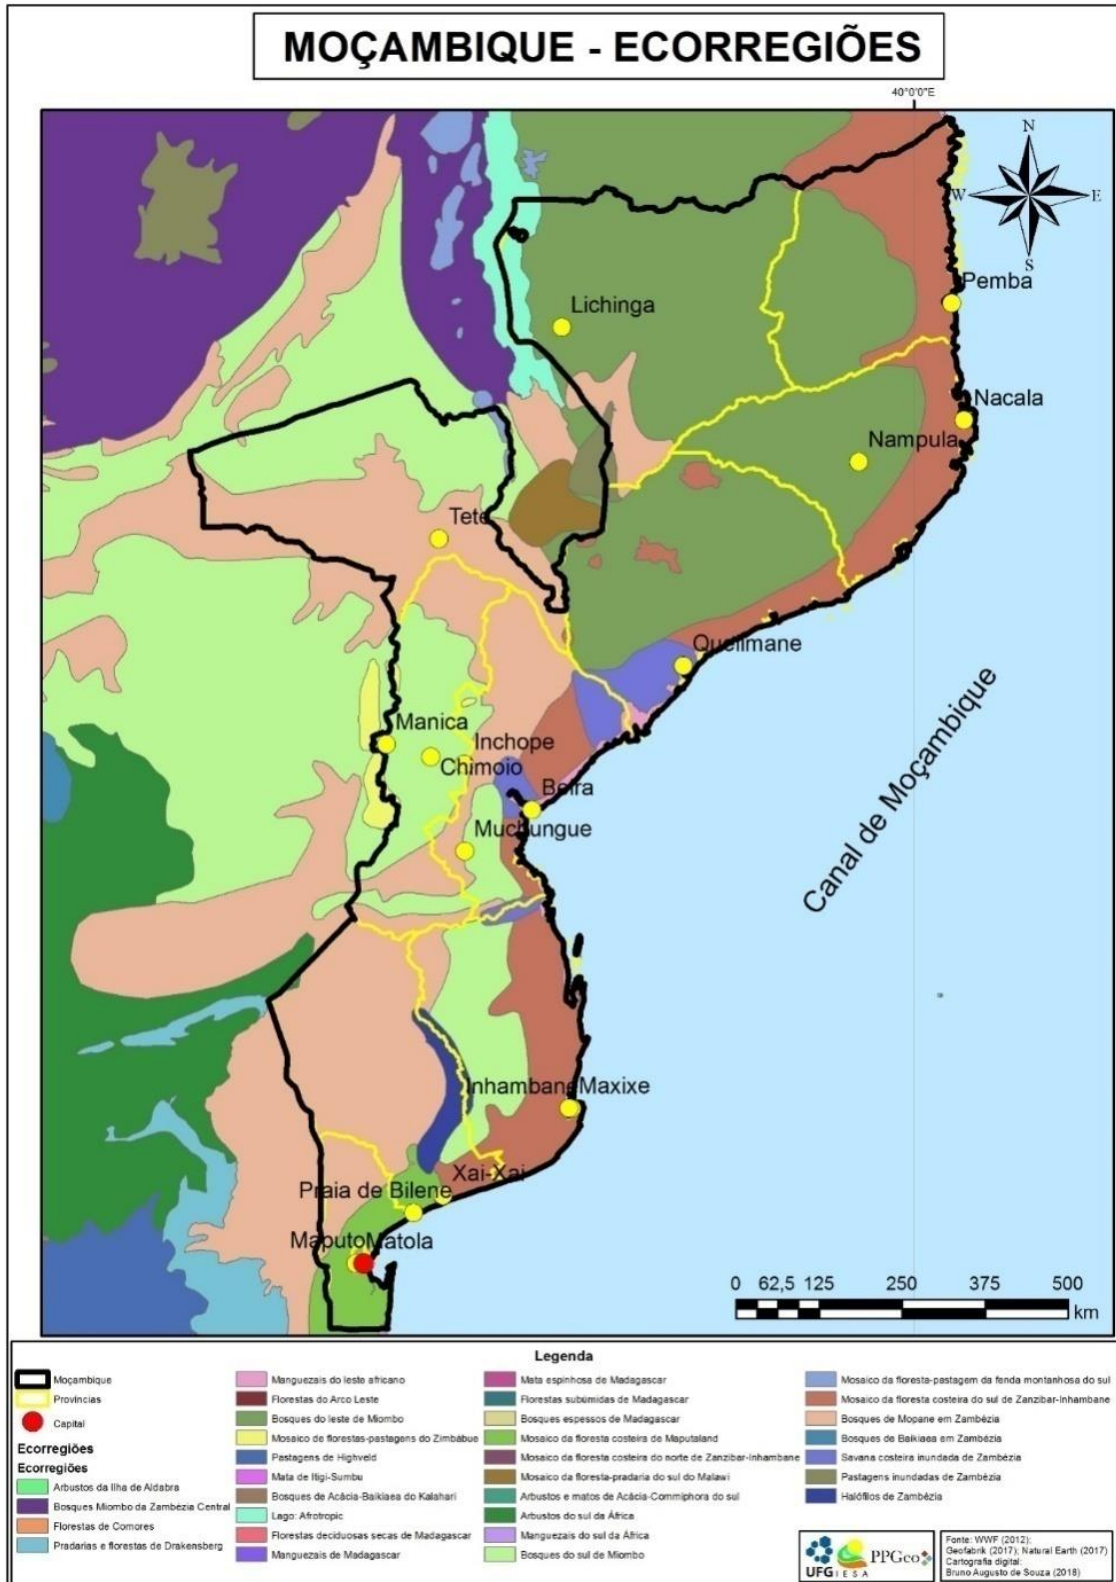 MOÇAMBIQUE - ECORREGIÕES
40°0'0"E
N
W
E
S
Pemba
Lichinga
Nacala
Nampula
Tete
Quelimane
Canal de Moçambique
Manica
Inchope
Chimoio
Beira
Muchungue
Inhambane
Maxixe
Xai-Xai
Praia de Bilene
Maputo
Matola
0 62,5 125 250 375 500
km
Legenda
Moçambique
Províncias
Capital
Ecorregiões
Ecorregiões
Arbustos da Ilha de Aldabra
Bosques Miombo da Zambézia Central
Florestas de Comores
Pradarias e florestas de Drakensberg
Manguezais do leste africano
Florestas do Arco Leste
Bosques do leste de Miombo
Mosaico de florestas-pastagens do Zimbábue
Pastagens de Highveld
Mata de Itigi-Sumbu
Bosques de Acácia-Baikiaea do Kalahari
Lago: Afrotropic
Florestas deciduosas secas de Madagascar
Manguezais de Madagascar
Mata espinhosa de Madagascar
Florestas subúmidas de Madagascar
Bosques espessos de Madagascar
Mosaico da floresta costeira de Maputaland
Mosaico da floresta costeira do norte de Zanzibar-Inhambane
Mosaico da floresta-pradaria do sul do Malawi
Arbustos e matos de Acácia-Commiphora do sul
Arbustos do sul da África
Manguezais do sul da África
Bosques do sul de Miombo
Mosaico da floresta-pastagem da fenda montanhosa do sul
Mosaico da floresta costeira do sul de Zanzibar-Inhambane
Bosques de Mopane em Zambézia
Bosques de Baikiaea em Zambézia
Savana costeira inundada de Zambézia
Pastagens inundadas de Zambézia
Halófilos de Zambézia
UFG
IESA
PPGeo
Fonte: WWF (2012);
Geofabrik (2017); Natural Earth (2017)
Cartografia digital:
Bruno Augusto de Souza (2018)